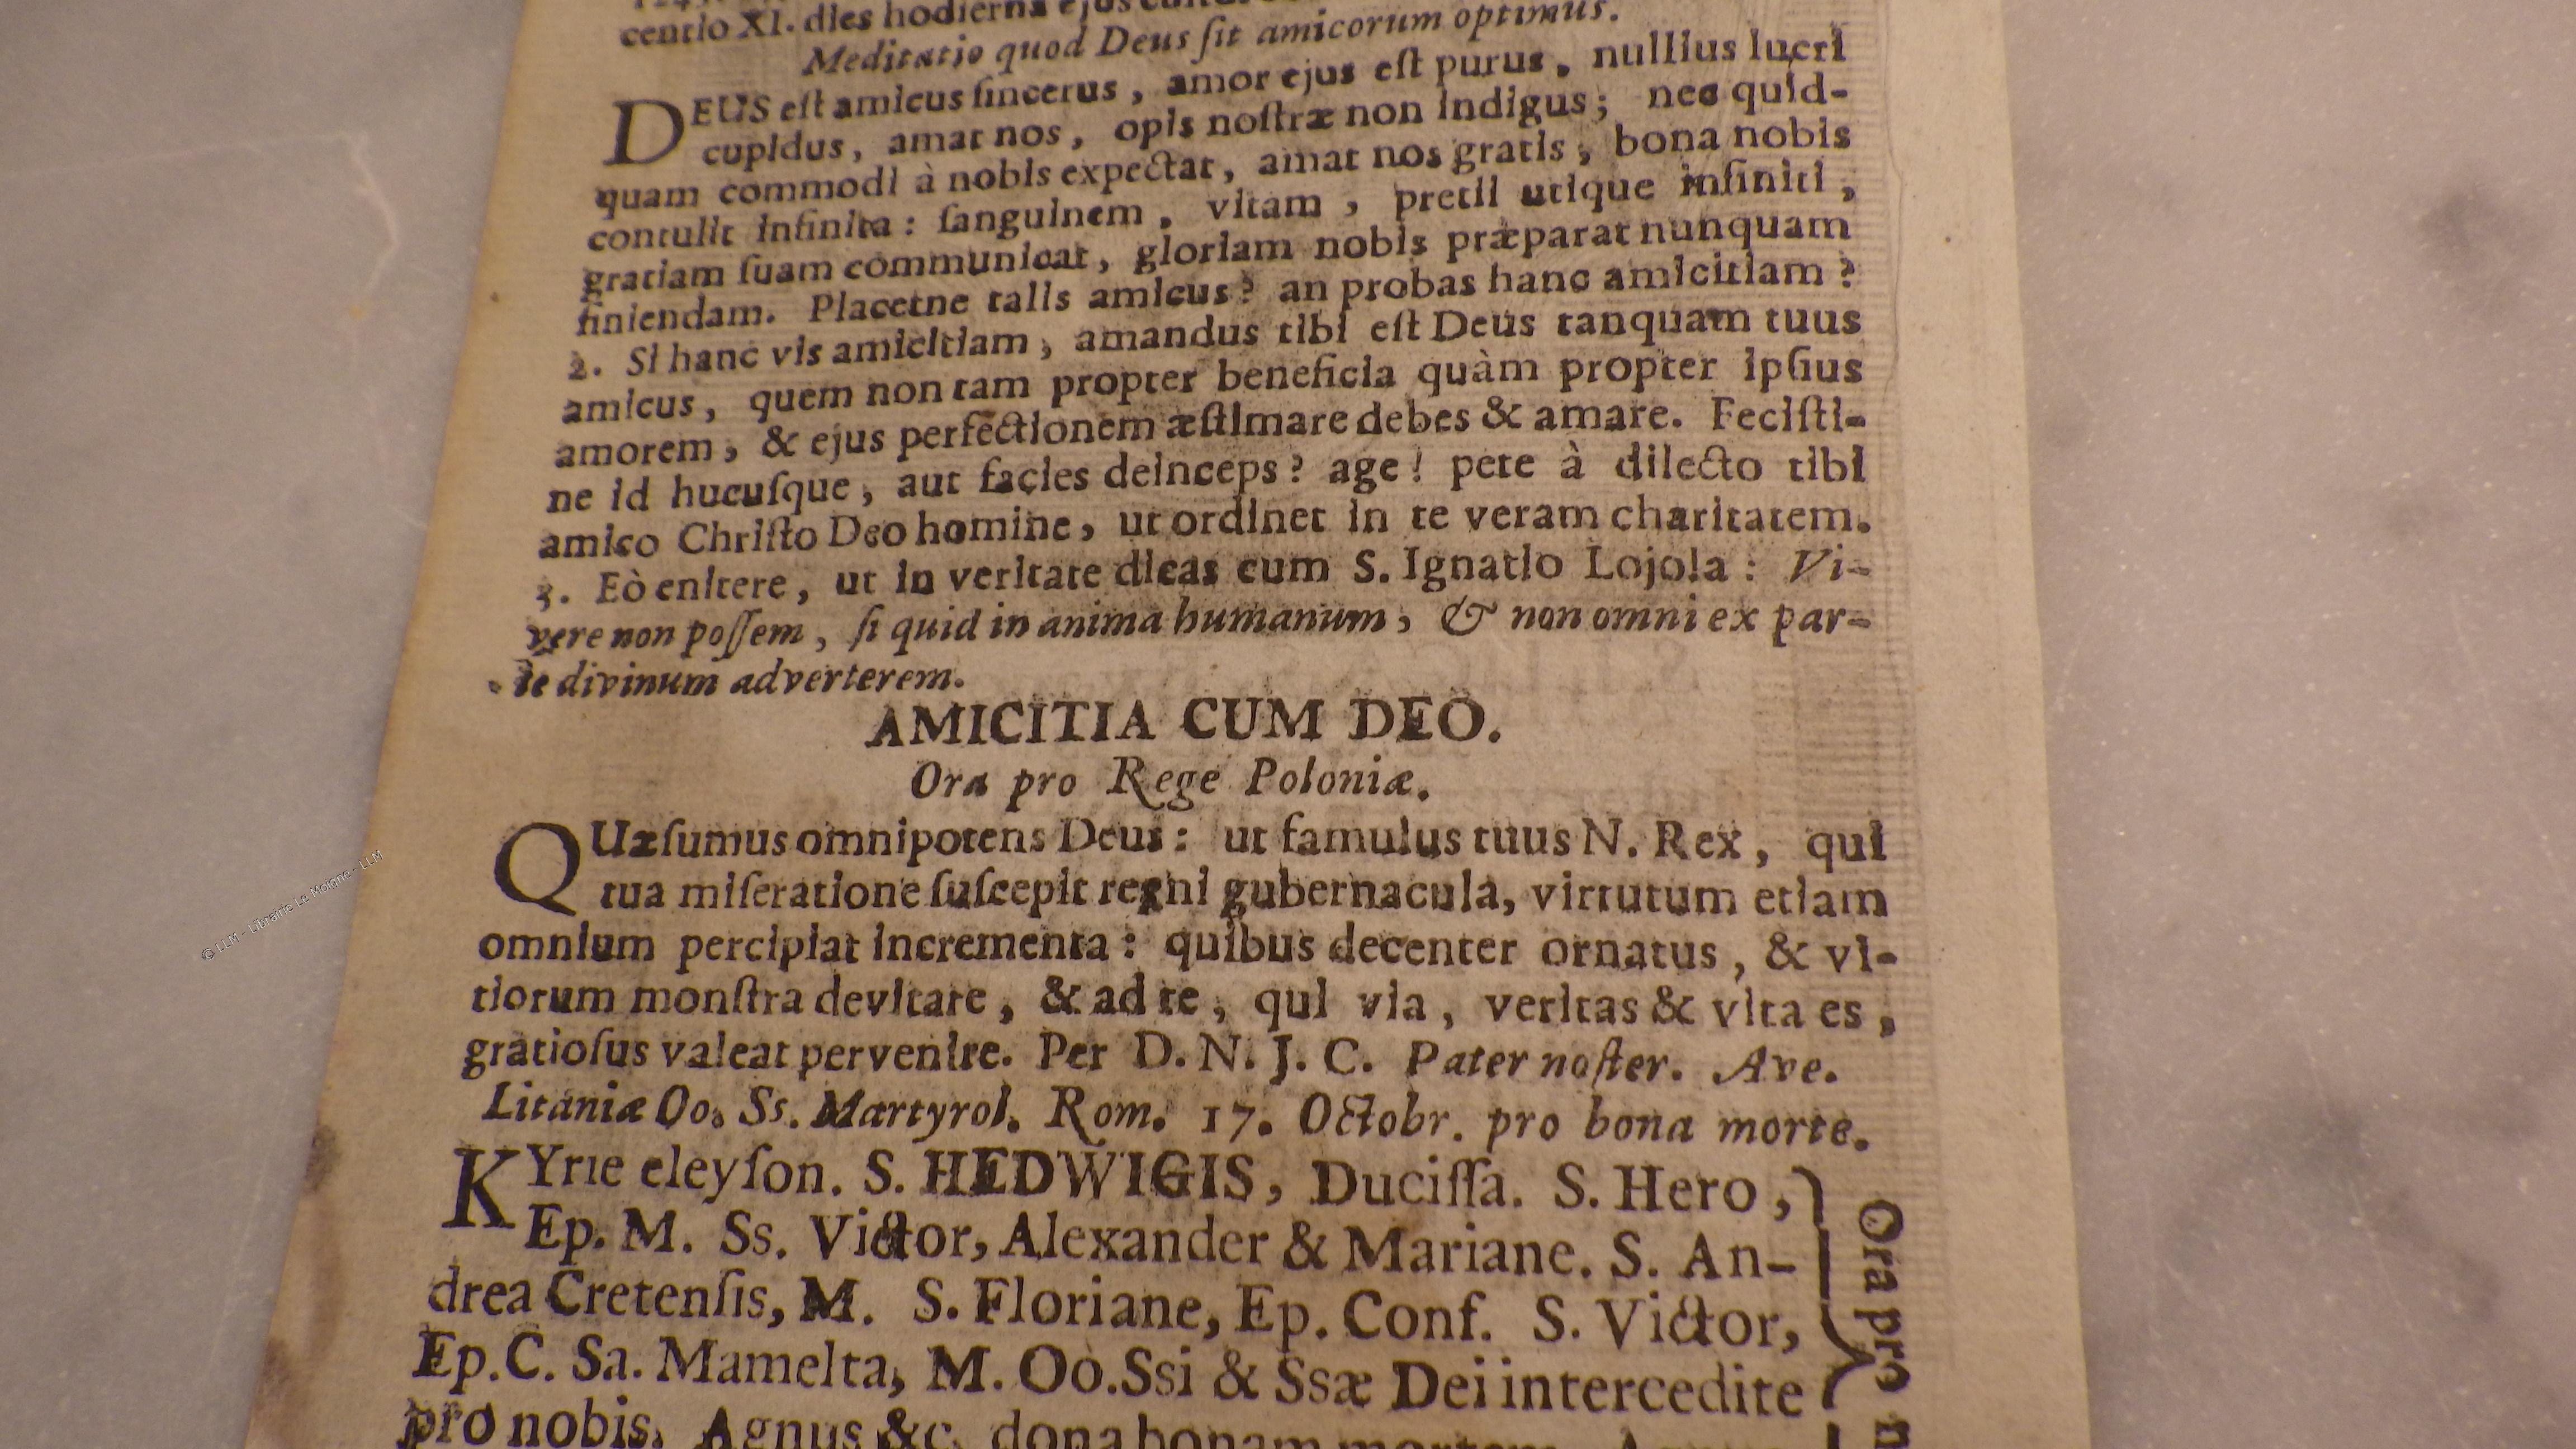 centio XI. dies hodierna ejus
Meditatio quod Deus ſit amicorum optimus.
DEUS eſt amicus ſincerus, amor ejus eſt purus, nullius lucri
cupidus, amat nos, opis noſtræ non indigus; nec quid-
quam commodi à nobis expectat, amat nos gratis, bona nobis
contulit infinita: ſanguinem, vitam, pretii utique infiniti,
gratiam ſuam communicat, gloriam nobis præparat nunquam
finiendam. Placetne talis amicus? an probas hanc amicitiam?
2. Si hanc vis amicitiam, amandus tibi eſt Deus tanquam tuus
amicus, quem non tam propter beneficia quàm propter ipſius
amorem, & ejus perfectionem æſtimare debes & amare. Feciſti-
ne id hucuſque, aut facies deinceps? age! pete à dilecto tibi
amico Chriſto Deo homine, ut ordinet in te veram charitatem.
3. Eò enitere, ut in veritate dicas cum S. Ignatio Lojola: Vi-
vere non poſſem, ſi quid in anima humanum, & non omni ex par-
te divinum adverterem.
AMICITIA CUM DEO.
Ora pro Rege Poloniæ.
QUæſumus omnipotens Deus: ut famulus tuus N. Rex, qui
tua miſeratione ſuſcepit regni gubernacula, virtutum etiam
omnium percipiat incrementa: quibus decenter ornatus, & vi-
tiorum monſtra devitare, & ad te, qui via, veritas & vita es,
gratioſus valeat pervenire. Per D. N. J. C. Pater noſter. Ave.
Litaniæ Oo. Ss. Martyrol. Rom. 17. Octobr. pro bona morte.
KYrie eleyſon. S. HEDWIGIS, Duciſſa. S. Hero,
Ep. M. Ss. Victor, Alexander & Mariane. S. An-
drea Cretenſis, M. S. Floriane, Ep. Conf. S. Victor,
Ep. C. Sa. Mamelta, M. Oo. Ssi & Ssæ Dei intercedite
pro nobis. Agnus &c. dona bonam mortem.
Ora pro n
© LLM - Librairie Le Moigne - LLM